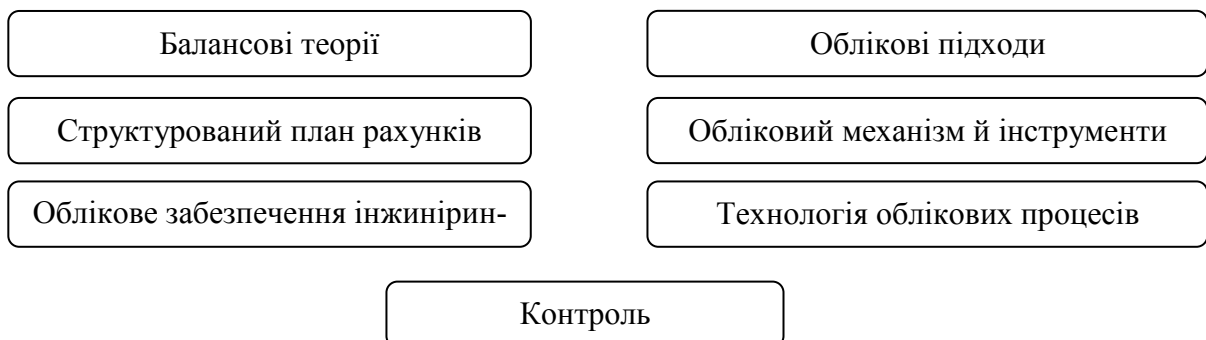 Балансові теорії
Облікові підходи
Структурований план рахунків
Обліковий механізм й інструменти
Облікове забезпечення інжинірин-
Технологія облікових процесів
Контроль